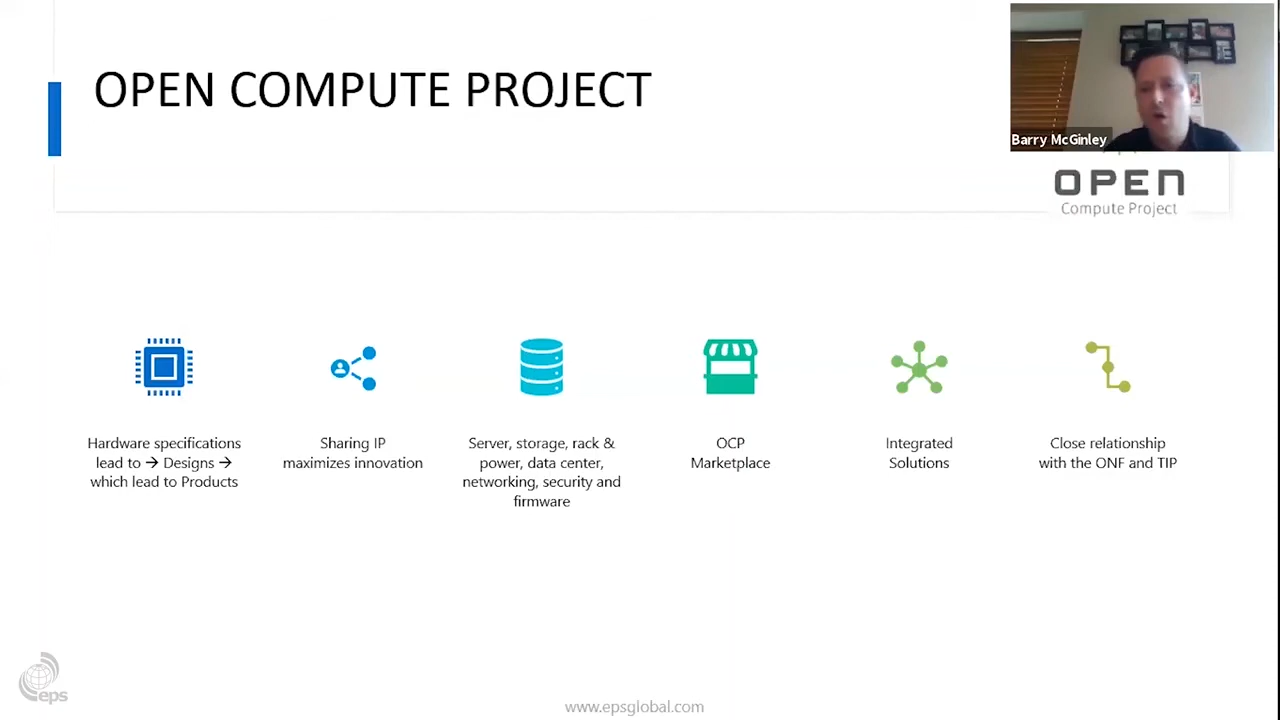 OPEN COMPUTE PROJECT
Barry McGinley
OPEN
Compute Project
Hardware specifications
lead to → Designs →
which lead to Products
Sharing IP
maximizes innovation
Server, storage, rack &
power, data center,
networking, security and
firmware
OCP
Marketplace
Integrated
Solutions
Close relationship
with the ONF and TIP
eps
www.epsglobal.com